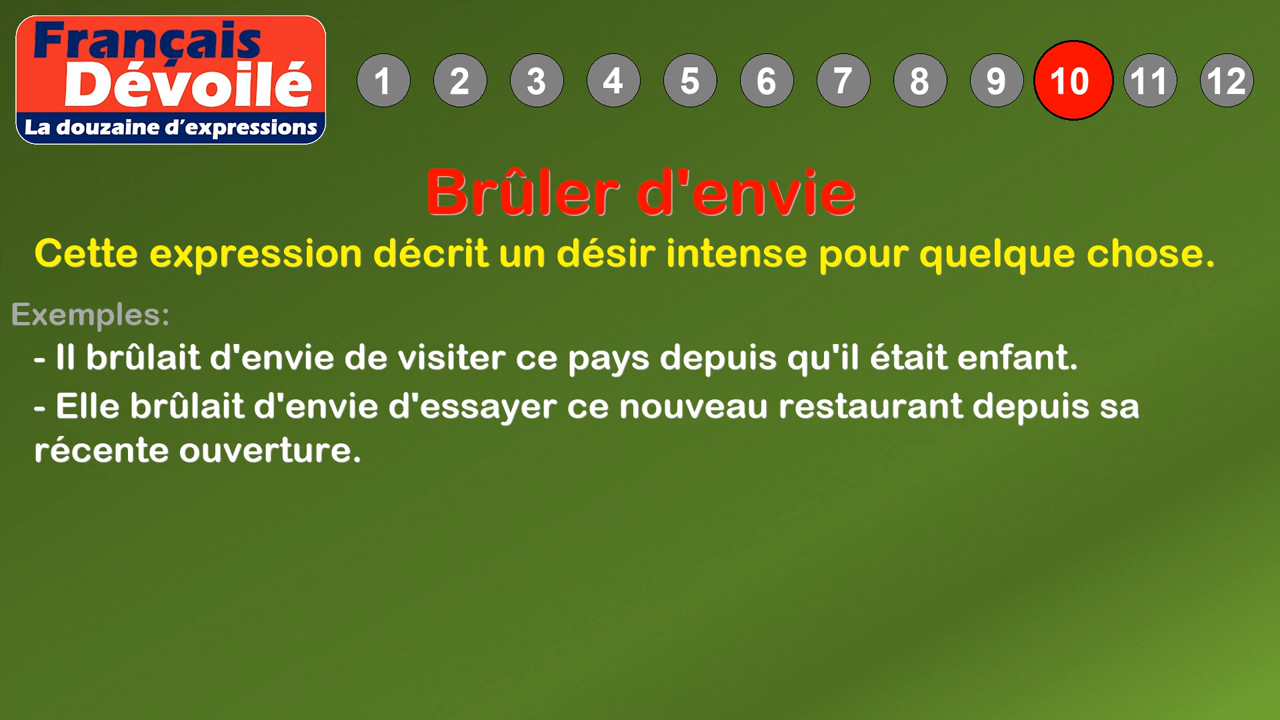 Français
Dévoilé
La douzaine d'expressions
1 2 3 4 5 6 7 8 9 10 11 12
Brûler d'envie
Cette expression décrit un désir intense pour quelque chose.
Exemples:
- Il brûlait d'envie de visiter ce pays depuis qu'il était enfant.
- Elle brûlait d'envie d'essayer ce nouveau restaurant depuis sa
récente ouverture.